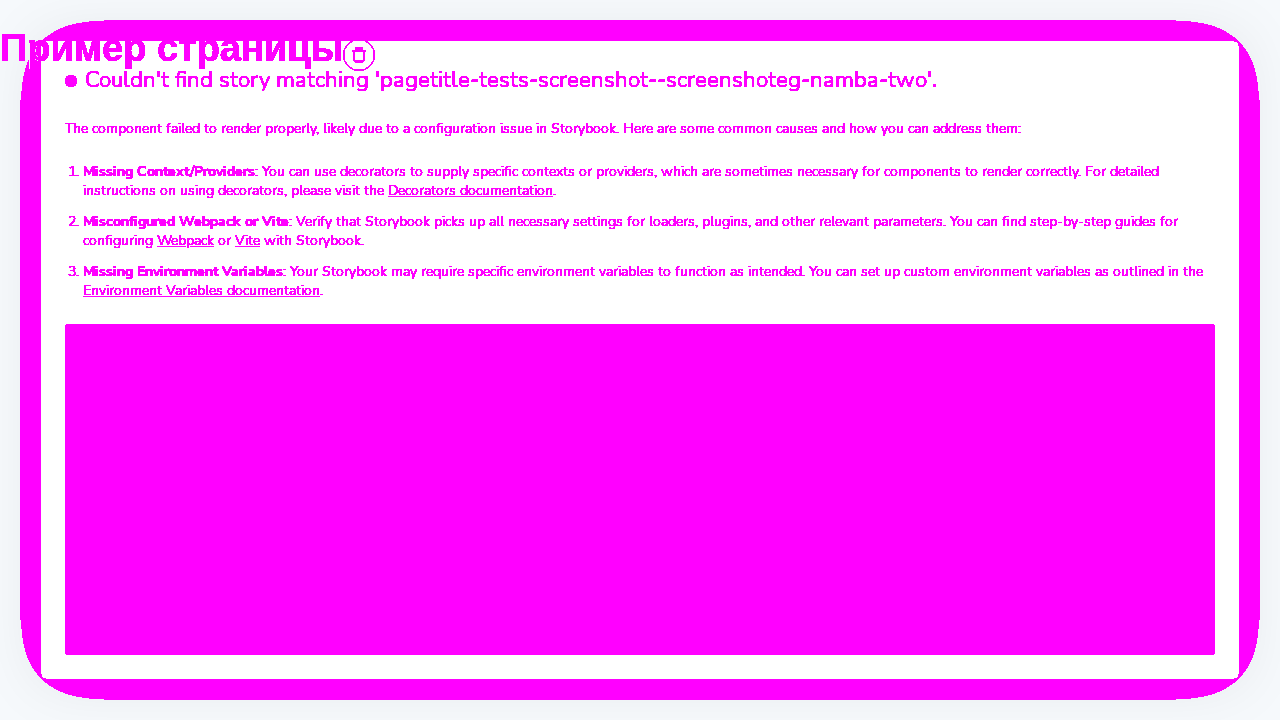 Пример страницы
Couldn't find story matching 'pagetitle-tests-screenshot--screenshoteg-namba-two'.
The component failed to render properly, likely due to a configuration issue in Storybook. Here are some common causes and how you can address them:
1. Missing Context/Providers: You can use decorators to supply specific contexts or providers, which are sometimes necessary for components to render correctly. For detailed
instructions on using decorators, please visit the Decorators documentation.
2. Misconfigured Webpack or Vite: Verify that Storybook picks up all necessary settings for loaders, plugins, and other relevant parameters. You can find step-by-step guides for
configuring Webpack or Vite with Storybook.
3. Missing Environment Variables: Your Storybook may require specific environment variables to function as intended. You can set up custom environment variables as outlined in the
Environment Variables documentation.